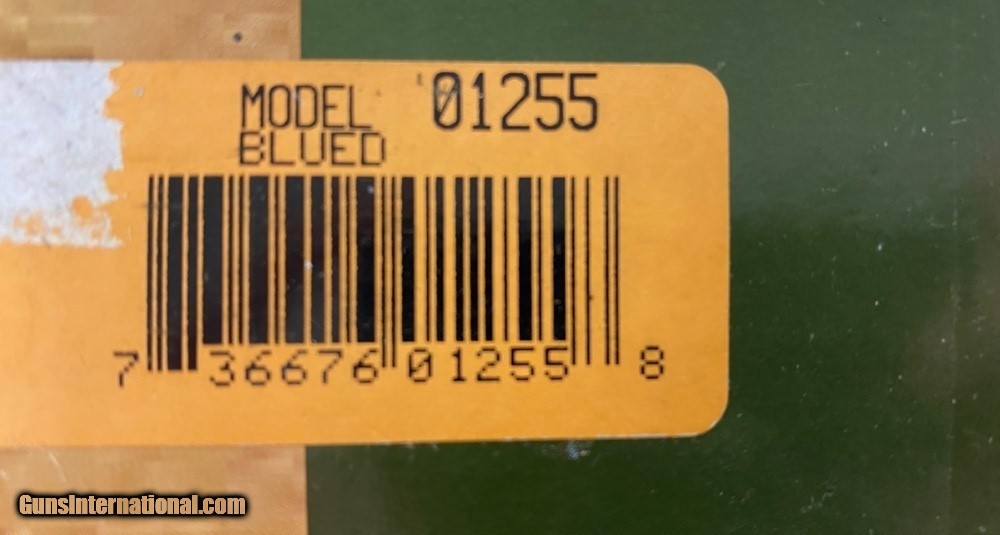 MODEL 01255
BLUED
7 36676 01255 8
GunsInternational.com